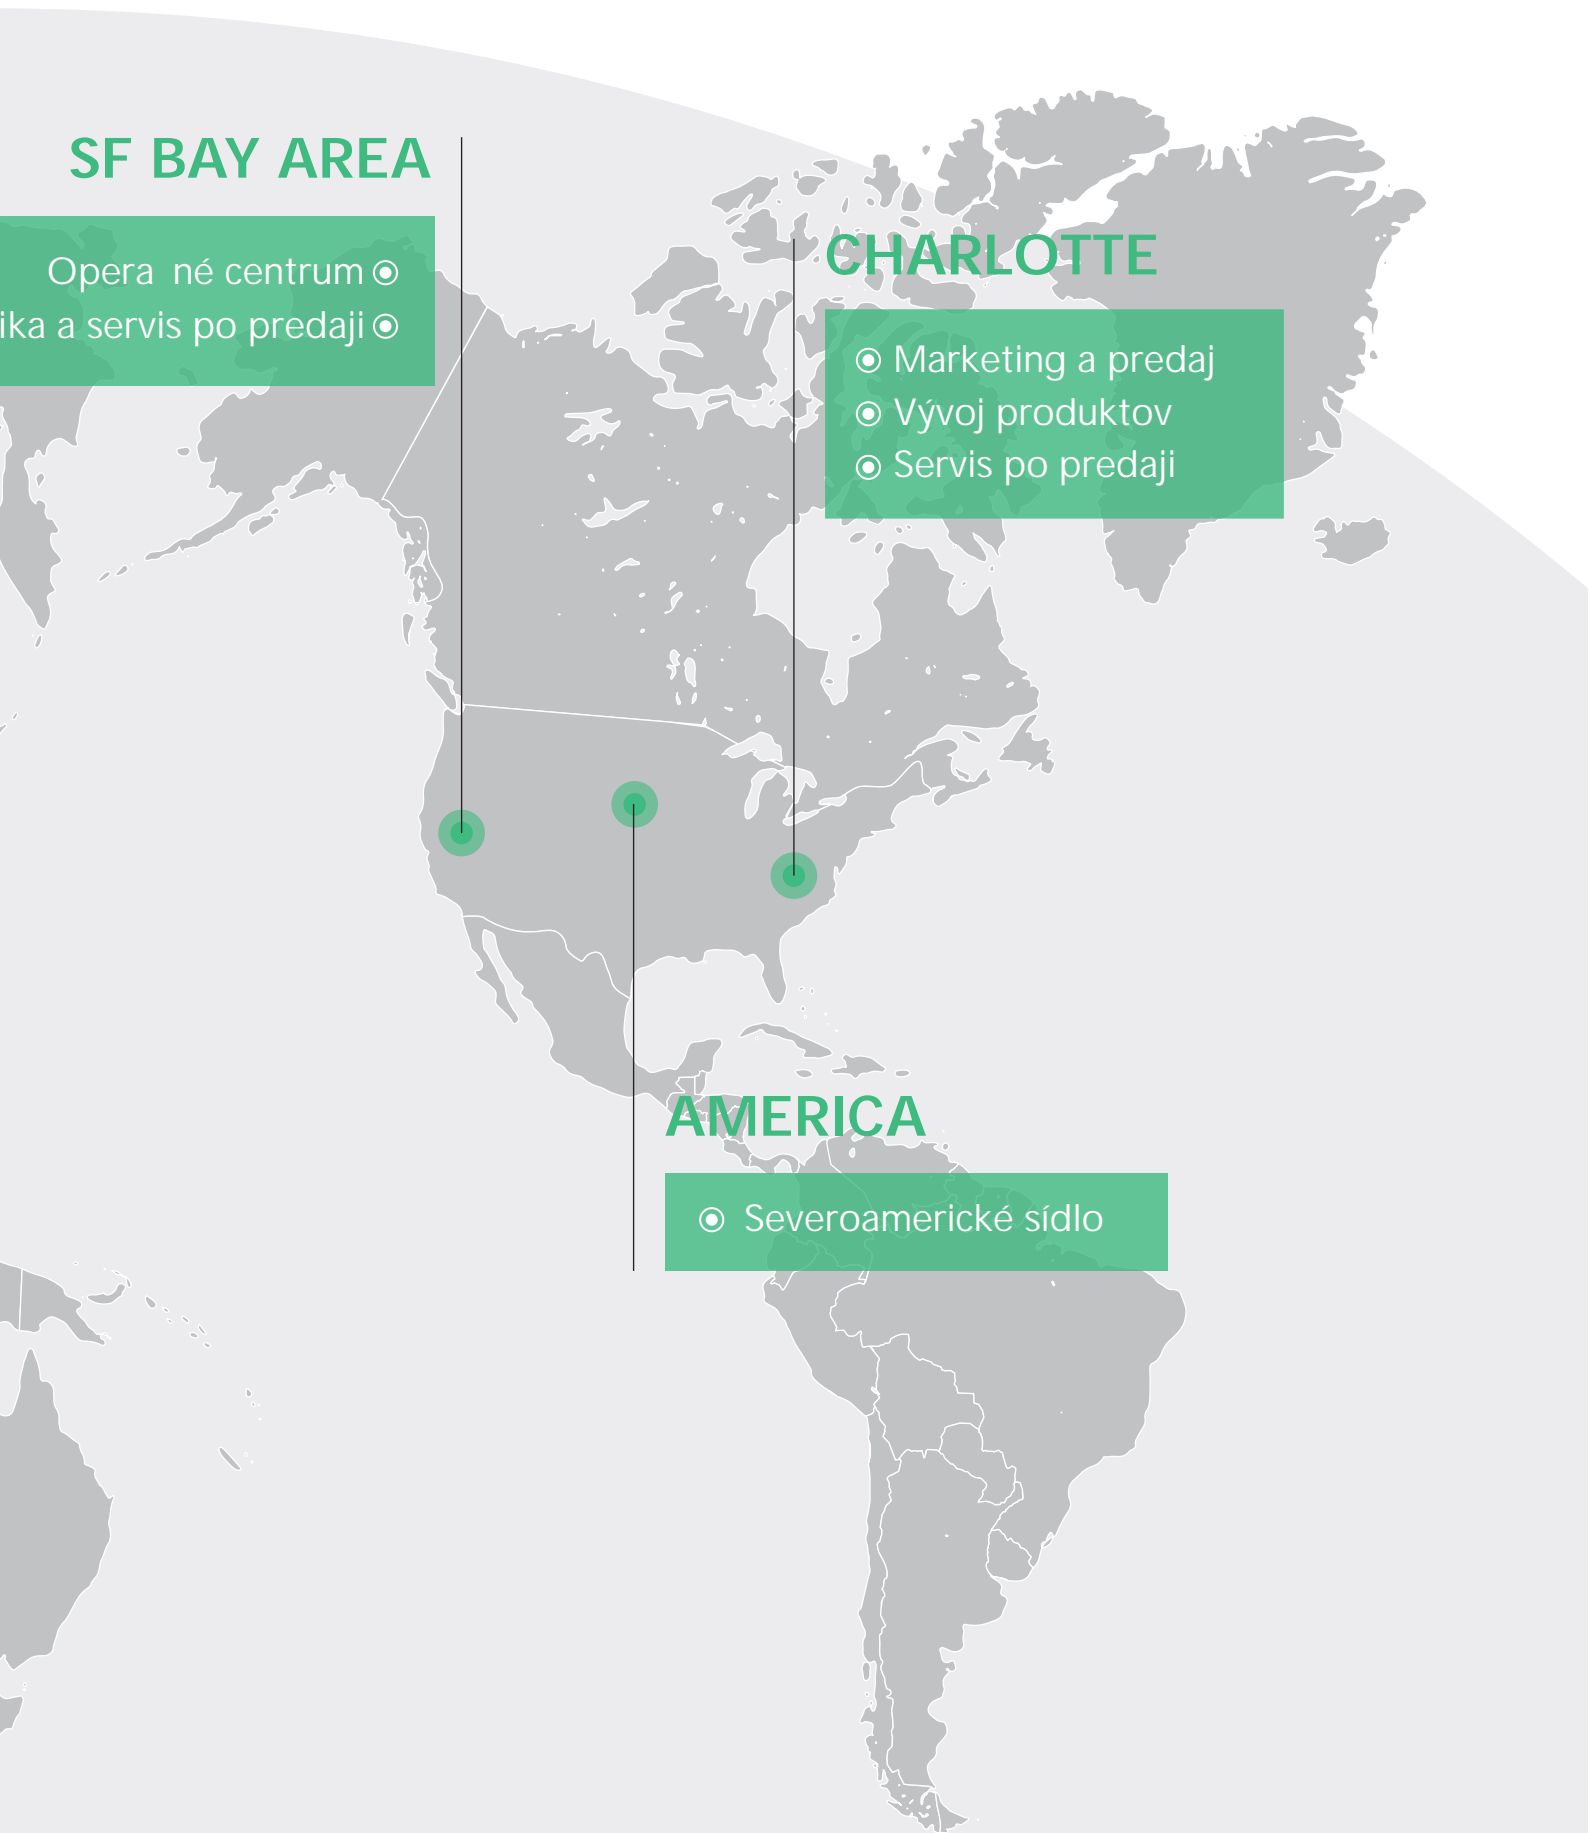 SF BAY AREA
Opera né centrum
a servis po predaji
CHARLOTTE
Marketing a predaj
Vývoj produktov
Servis po predaji
AMERICA
Severoamerické sídlo